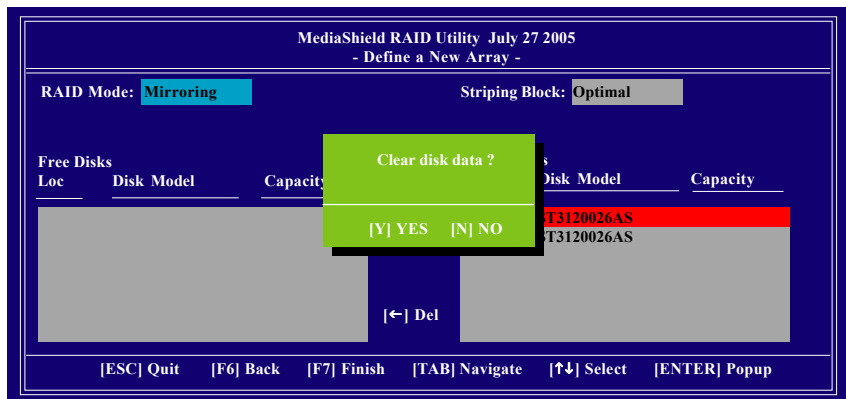 MediaShield RAID Utility July 27 2005
- Define a New Array -
RAID Mode: Mirroring
Striping Block: Optimal
Free Disks
Loc Disk Model Capacity
s
Disk Model Capacity
Clear disk data ?
[Y] YES [N] NO
ST3120026AS
ST3120026AS
[←] Del
[ESC] Quit [F6] Back [F7] Finish [TAB] Navigate [↑↓] Select [ENTER] Popup